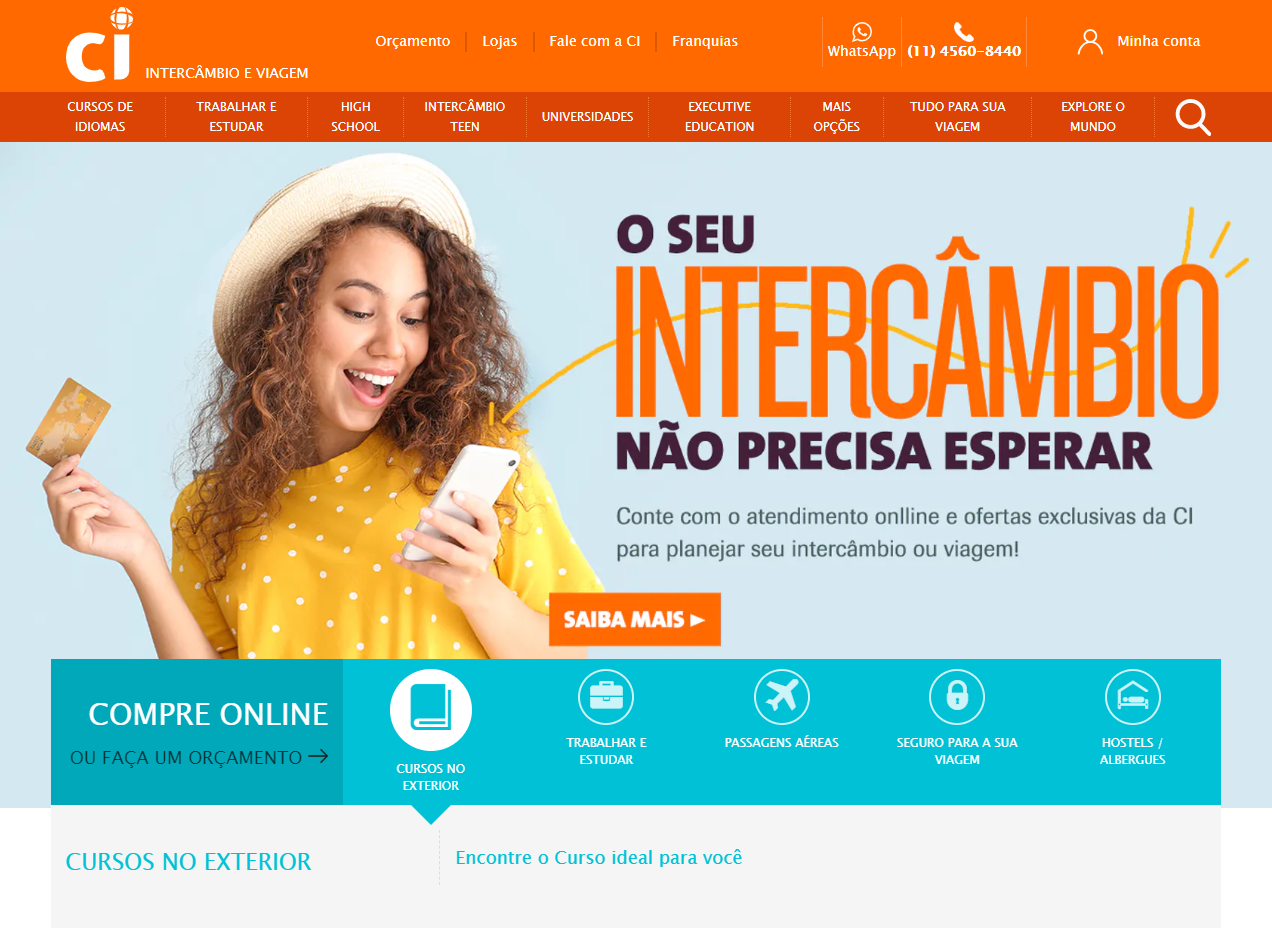 ci
INTERCÂMBIO E VIAGEM
Orçamento
Lojas
Fale com a CI
Franquias
WhatsApp
(11) 4560-8440
Minha conta
CURSOS DE
IDIOMAS
TRABALHAR E
ESTUDAR
HIGH
SCHOOL
INTERCÂMBIO
TEEN
UNIVERSIDADES
EXECUTIVE
EDUCATION
MAIS
OPÇÕES
TUDO PARA SUA
VIAGEM
EXPLORE O
MUNDO
O SEU
INTERCÂMBIO
NÃO PRECISA ESPERAR
Conte com o atendimento onlline e ofertas exclusivas da CI
para planejar seu intercâmbio ou viagem!
SAIBA MAIS
COMPRE ONLINE
OU FAÇA UM ORÇAMENTO
CURSOS NO
EXTERIOR
TRABALHAR E
ESTUDAR
PASSAGENS AÉREAS
SEGURO PARA A SUA
VIAGEM
HOSTELS /
ALBERGUES
CURSOS NO EXTERIOR
Encontre o Curso ideal para você